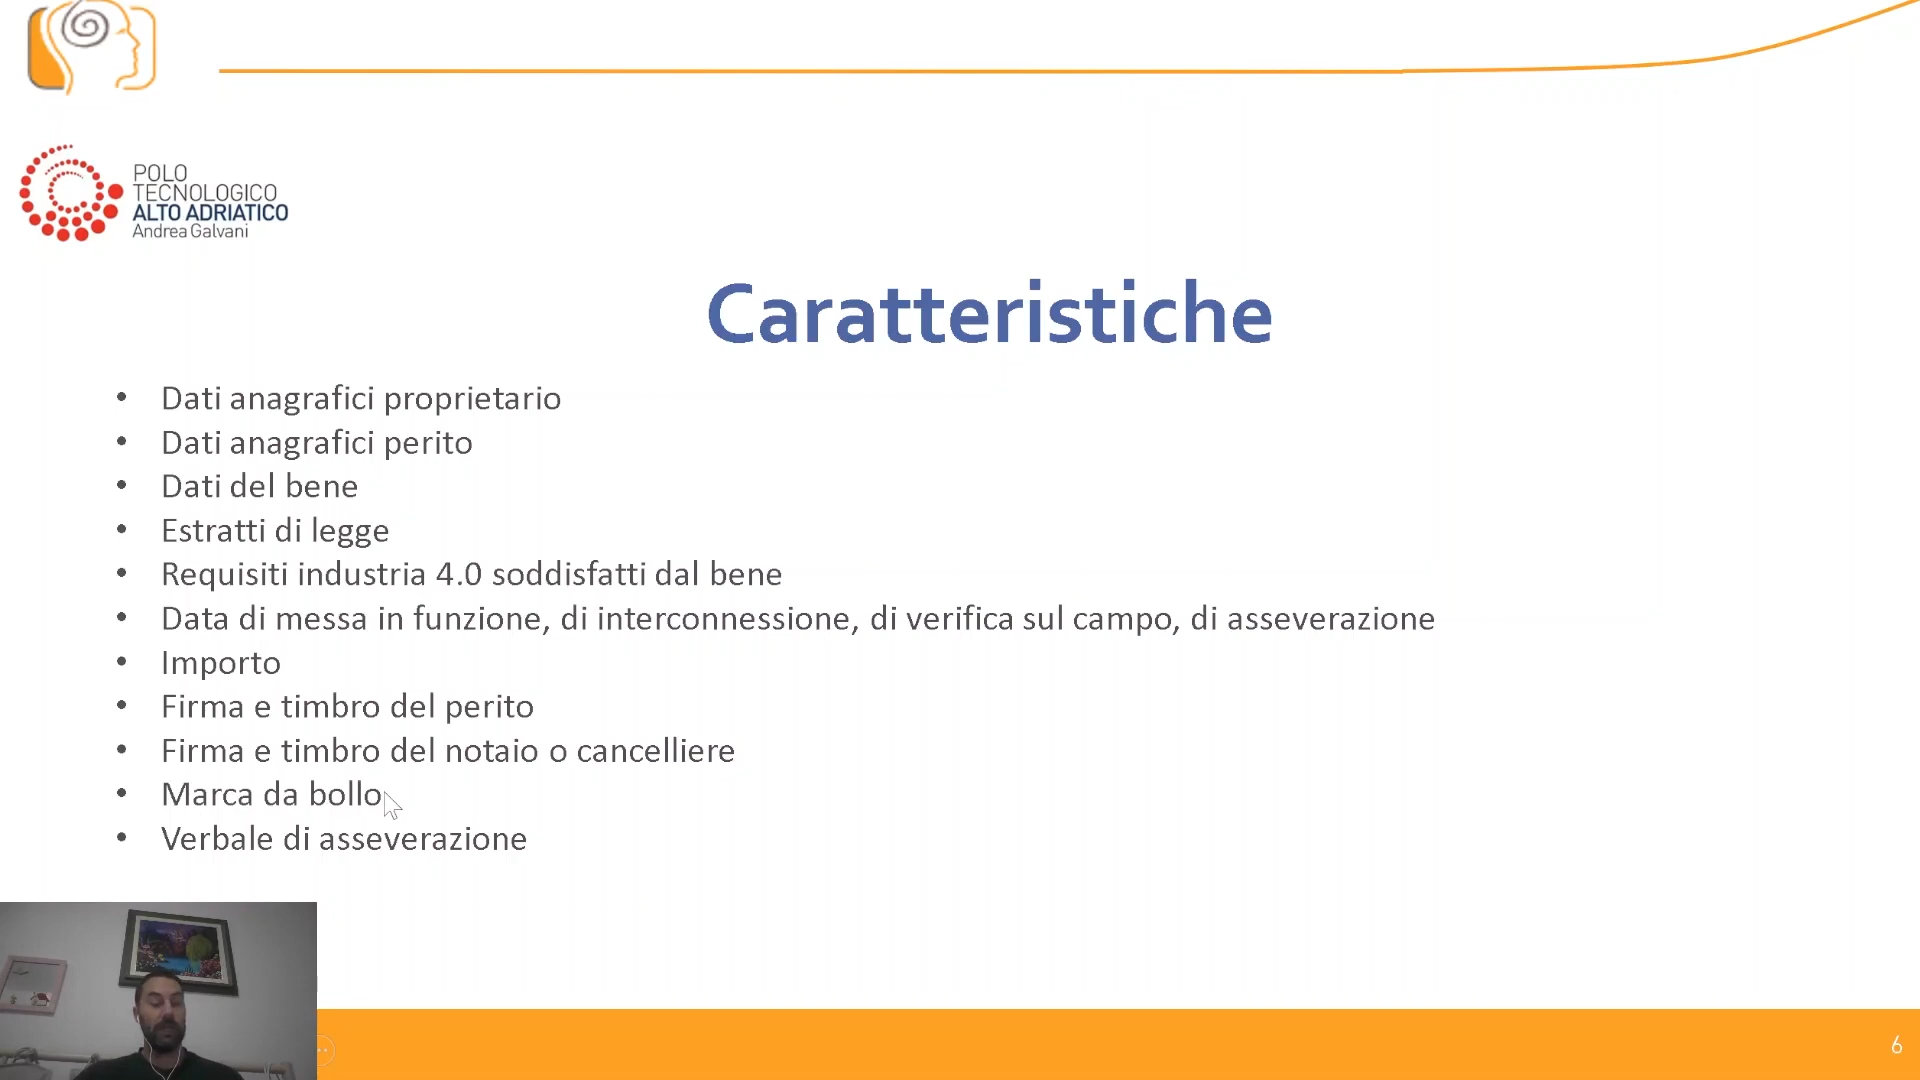 POLO
TECNOLOGICO
ALTO ADRIATICO
Andrea Galvani
Caratteristiche
• Dati anagrafici proprietario
• Dati anagrafici perito
• Dati del bene
• Estratti di legge
• Requisiti industria 4.0 soddisfatti dal bene
• Data di messa in funzione, di interconnessione, di verifica sul campo, di asseverazione
• Importo
• Firma e timbro del perito
• Firma e timbro del notaio o cancelliere
• Marca da bollo
• Verbale di asseverazione
6